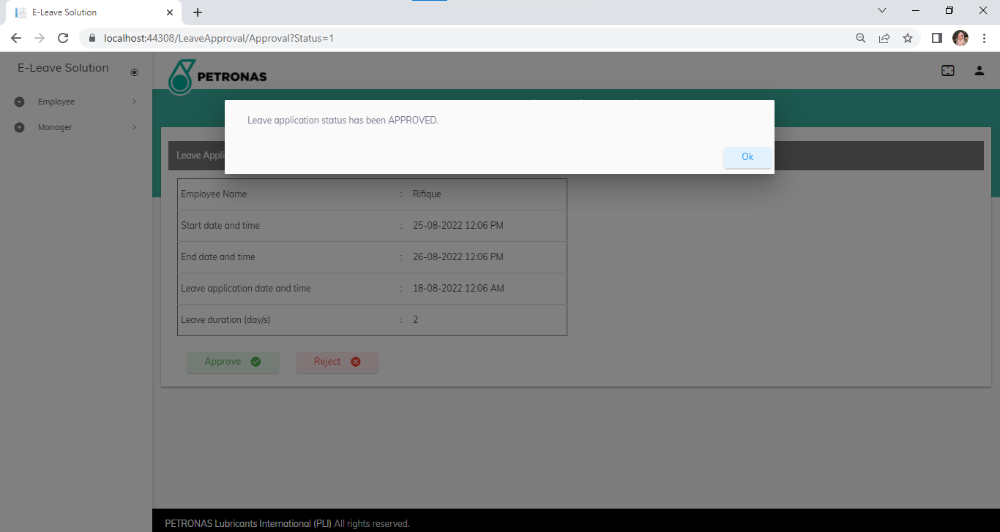 E-Leave Solution
localhost:44308/LeaveApproval/Approval?Status=1
E-Leave Solution
PETRONAS
Employee
Manager
Leave application status has been APPROVED.
Ok
Leave Appli
Employee Name : Rifique
Start date and time : 25-08-2022 12:06 PM
End date and time : 26-08-2022 12:06 PM
Leave application date and time : 18-08-2022 12:06 AM
Leave duration (day/s) : 2
Approve
Reject
PETRONAS Lubricants International (PLI) All rights reserved.